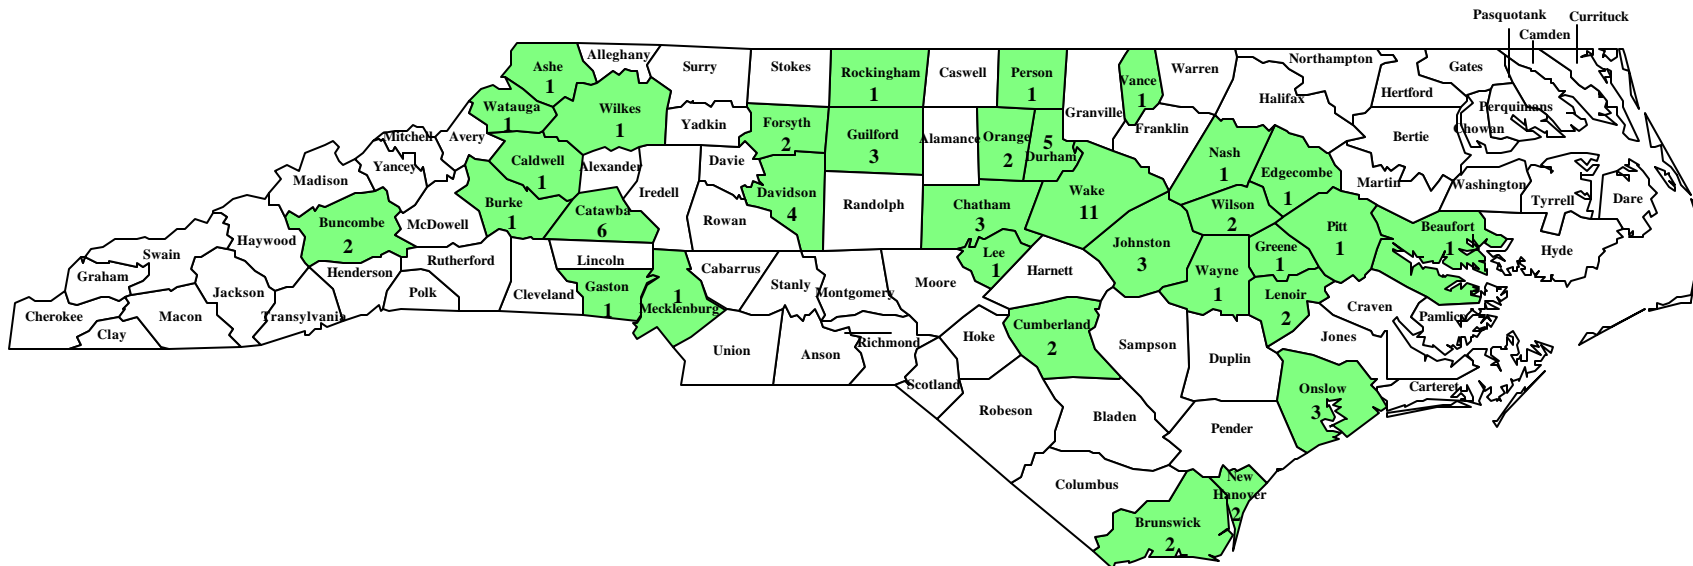 Pasquotank
Currituck
Camden
Alleghany
Ashe
1
Surry
Stokes
Rockingham
1
Caswell
Person
1
Vance
1
Warren
Northampton
Gates
Hertford
Halifax
Perquimans
Chowan
Bertie
Watauga
1
Wilkes
1
Yadkin
Forsyth
2
Guilford
3
Alamance
Orange
2
5
Durham
Granville
Franklin
Nash
1
Edgecombe
1
Martin
Washington
Tyrrell
Dare
Mitchell
Avery
Yancey
Madison
Caldwell
1
Alexander
Davie
Iredell
Davidson
4
Randolph
Chatham
3
Wake
11
Wilson
2
Pitt
1
Beaufort
1
Hyde
Buncombe
2
McDowell
Burke
1
Catawba
6
Rowan
Lee
1
Johnston
3
Greene
1
Haywood
Swain
Graham
Henderson
Rutherford
Lincoln
Cabarrus
Harnett
Wayne
1
Lenoir
2
Craven
Pamlico
Cherokee
Clay
Macon
Jackson
Transylvania
Polk
Cleveland
Gaston
1
1
Mecklenburg
Stanly
Montgomery
Moore
Cumberland
2
Sampson
Duplin
Jones
Union
Anson
Richmond
Hoke
Scotland
Robeson
Bladen
Pender
Onslow
3
Carteret
Columbus
New
Hanover
2
Brunswick
2